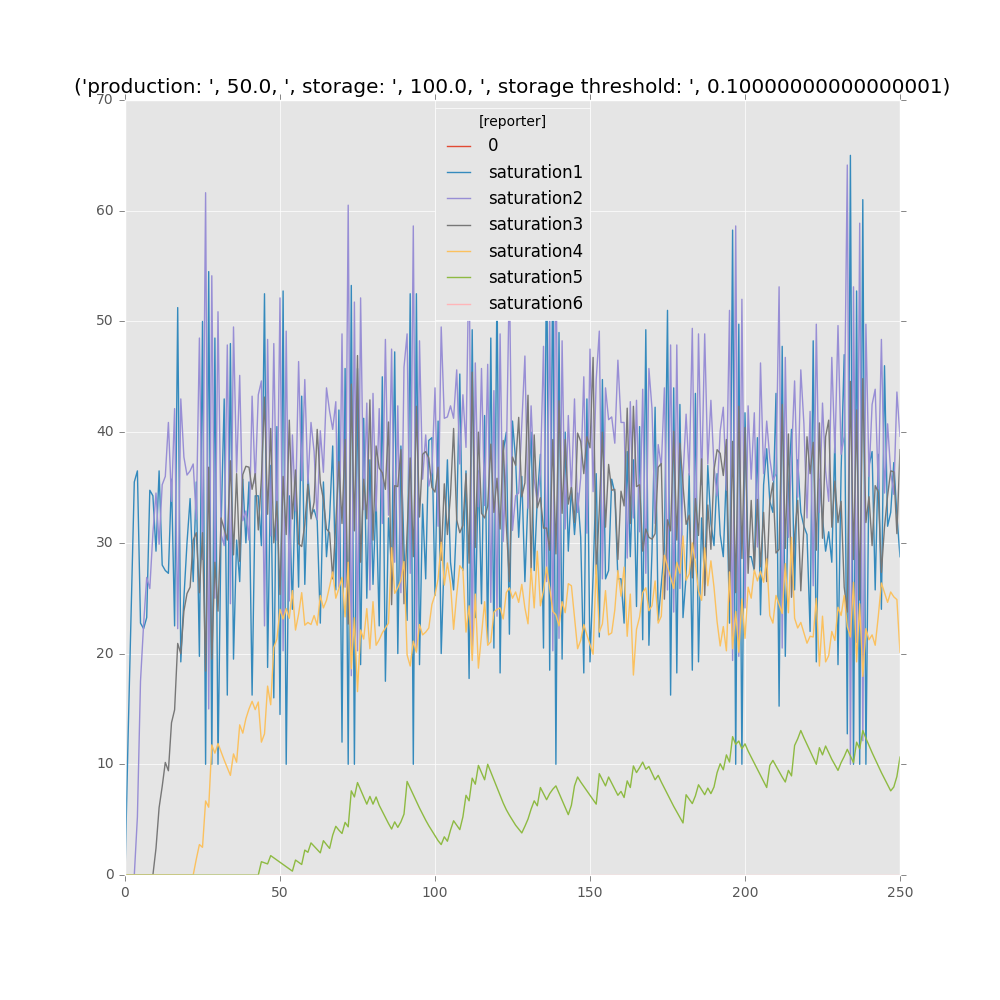 ('production: ', 50.0, ', storage: ', 100.0, ', storage threshold: ', 0.10000000000000001)
70
60
50
40
30
20
10
0
[reporter]
0
saturation1
saturation2
saturation3
saturation4
saturation5
saturation6
0 50 100 150 200 250